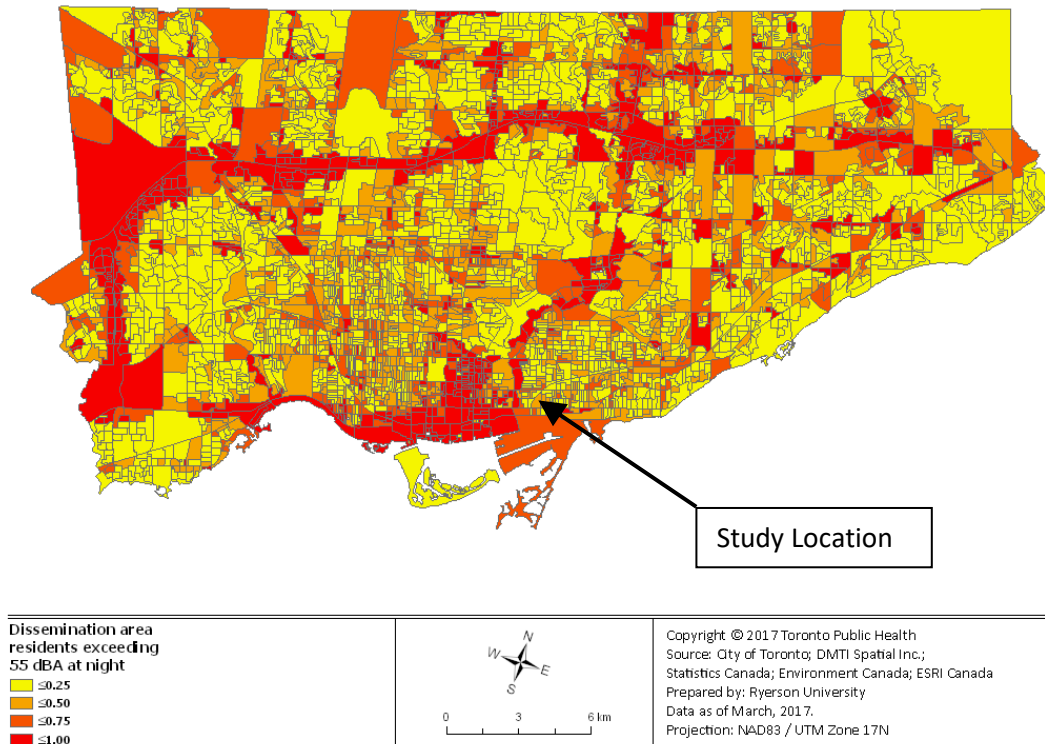 Study Location
Dissemination area
residents exceeding
55 dBA at night
≤0.25
≤0.50
≤0.75
≤1.00
N
W
E
S
0 3 6 km
Copyright © 2017 Toronto Public Health
Source: City of Toronto; DMTI Spatial Inc.;
Statistics Canada; Environment Canada; ESRI Canada
Prepared by: Ryerson University
Data as of March, 2017.
Projection: NAD83 / UTM Zone 17N